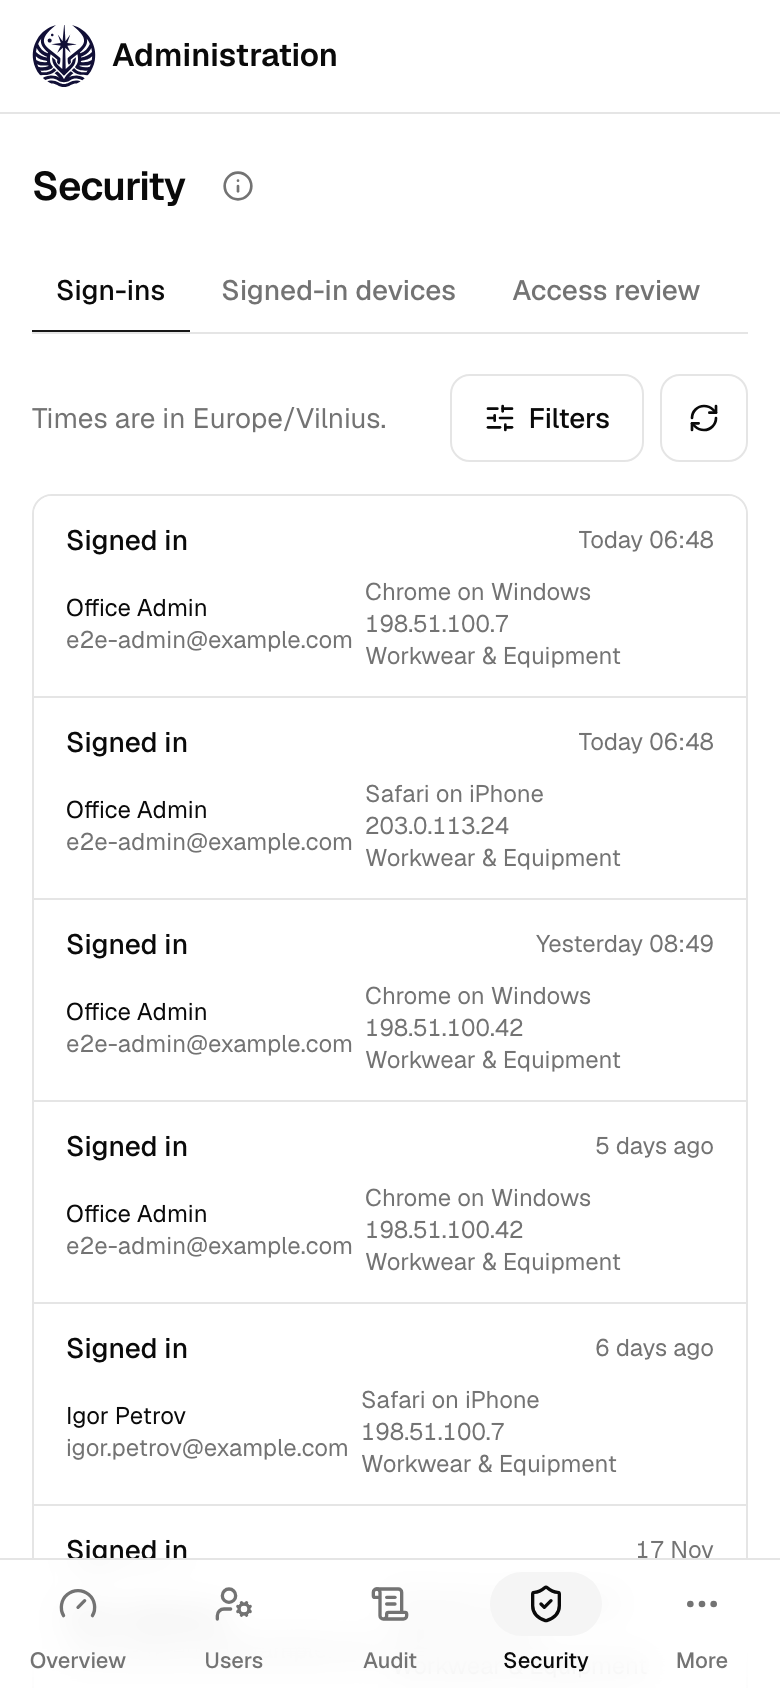 Administration
Security
Sign-ins
Signed-in devices
Access review
Times are in Europe/Vilnius.
Filters
Signed in
Today 06:48
Office Admin
e2e-admin@example.com
Chrome on Windows
198.51.100.7
Workwear & Equipment
Signed in
Today 06:48
Office Admin
e2e-admin@example.com
Safari on iPhone
203.0.113.24
Workwear & Equipment
Signed in
Yesterday 08:49
Office Admin
e2e-admin@example.com
Chrome on Windows
198.51.100.42
Workwear & Equipment
Signed in
5 days ago
Office Admin
e2e-admin@example.com
Chrome on Windows
198.51.100.42
Workwear & Equipment
Signed in
6 days ago
Igor Petrov
igor.petrov@example.com
Safari on iPhone
198.51.100.7
Workwear & Equipment
Signed in
17 Nov
Overview
Users
Audit
Security
More